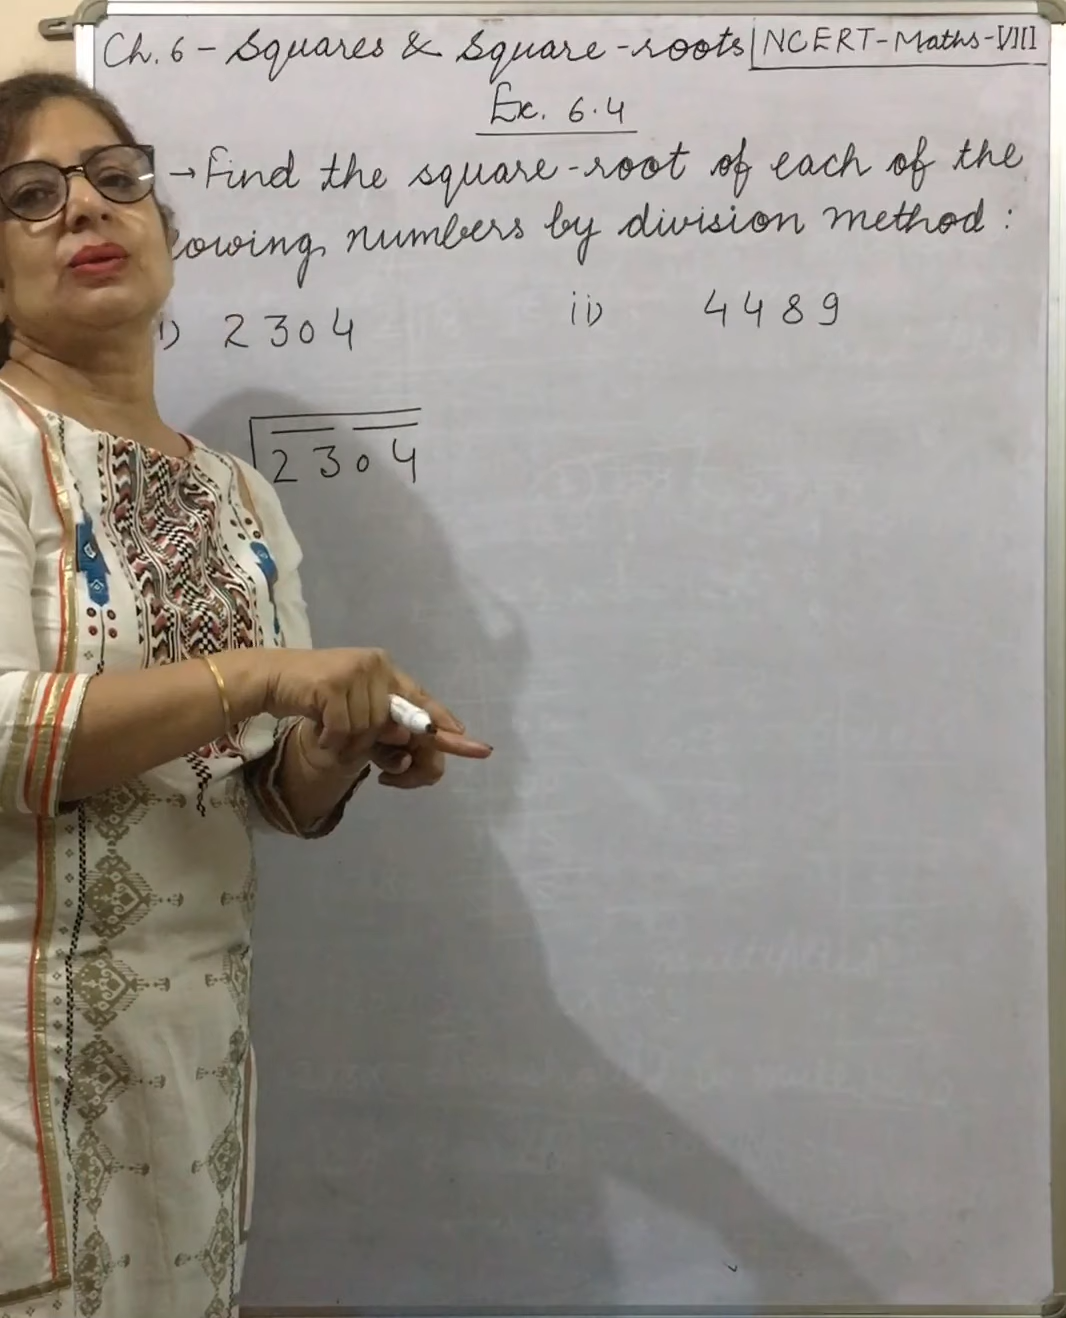 Ch. 6 - Squares & Square-roots | NCERT-Maths-VIII
Ex. 6.4
→ Find the square-root of each of the
lowing numbers by division method :
i) 2304 ii) 4489
2304